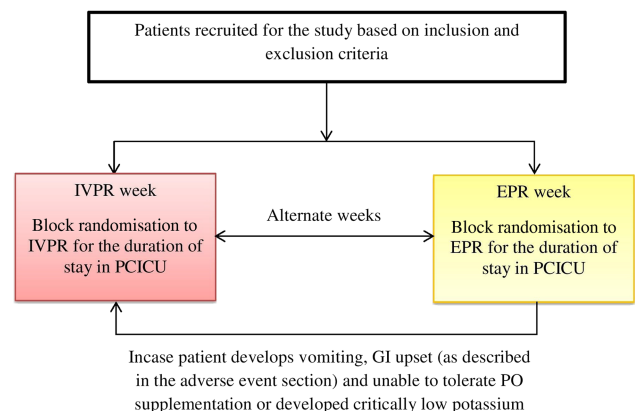 Patients recruited for the study based on inclusion and
exclusion criteria
IVPR week
Block randomisation to
IVPR for the duration of
stay in PCICU
Alternate weeks
EPR week
Block randomisation to
EPR for the duration of
stay in PCICU
Incase patient develops vomiting, GI upset (as described
in the adverse event section) and unable to tolerate PO
supplementation or developed critically low potassium